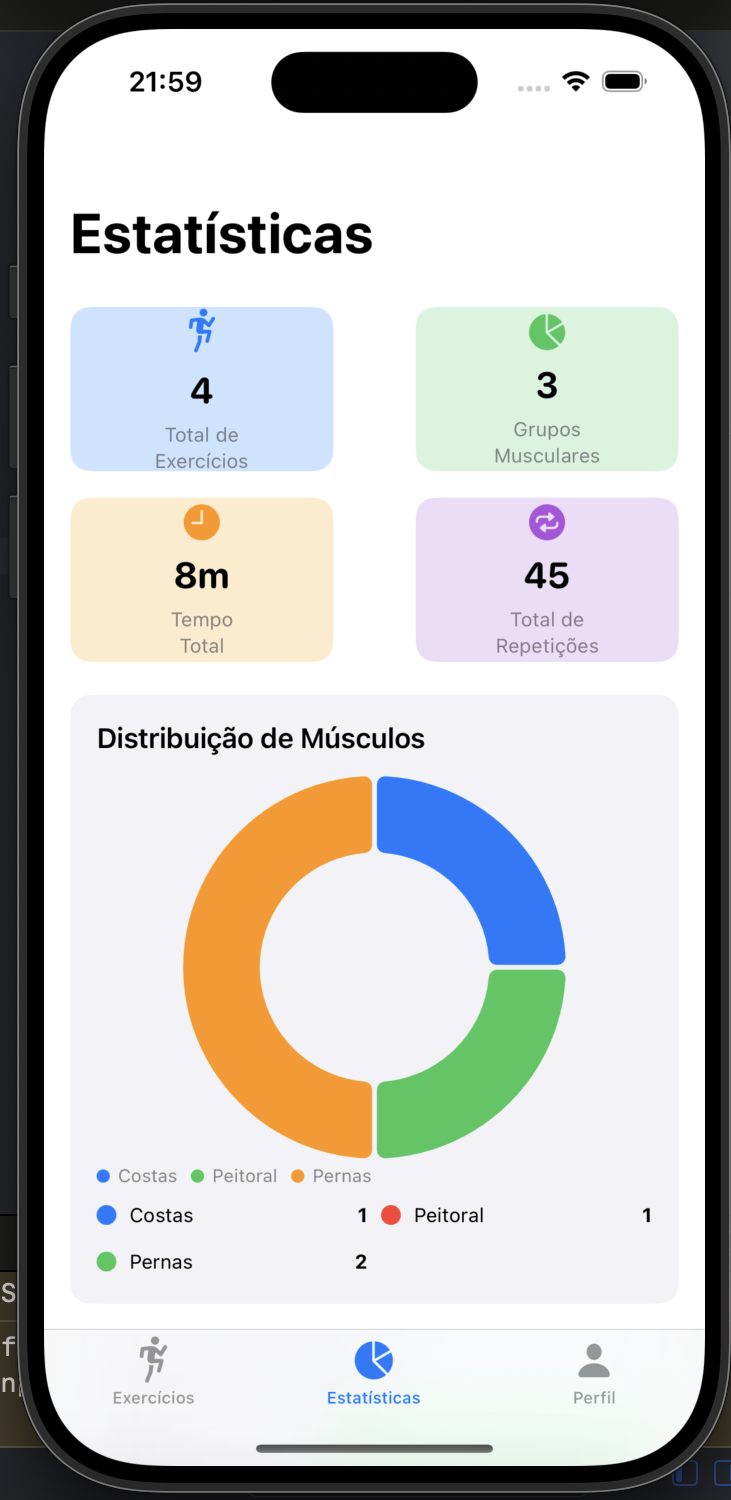 21:59
Estatísticas
4
Total de
Exercícios
3
Grupos
Musculares
8m
Tempo
Total
45
Total de
Repetições
Distribuição de Músculos
Costas Peitoral Pernas
Costas 1 Peitoral 1
Pernas 2
Exercícios Estatísticas Perfil